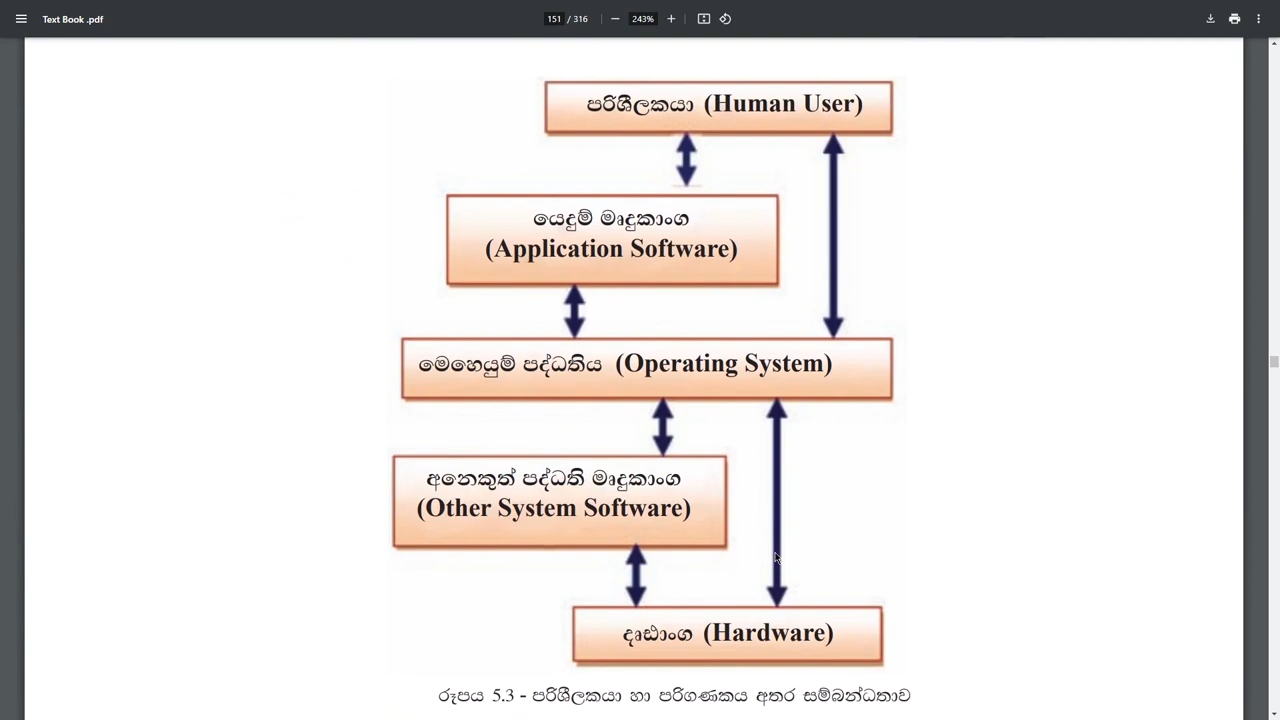 Text Book .pdf
151 / 316
243%
පරිශීලකයා (Human User)
යෙදුම් මෘදුකාංග
(Application Software)
මෙහෙයුම් පද්ධතිය (Operating System)
අනෙකුත් පද්ධති මෘදුකාංග
(Other System Software)
දෘඪාංග (Hardware)
රූපය 5.3 - පරිශීලකයා හා පරිගණකය අතර සම්බන්ධතාව